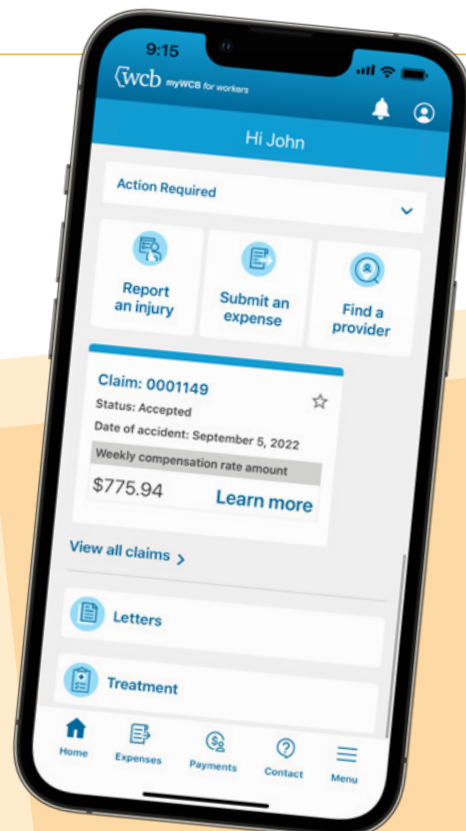 9:15
wcb myWCB for workers
Hi John
Action Required
Report
an injury
Submit an
expense
Find a
provider
Claim: 0001149
Status: Accepted
Date of accident: September 5, 2022
Weekly compensation rate amount
$775.94 Learn more
View all claims >
Letters
Treatment
Home Expenses Payments Contact Menu